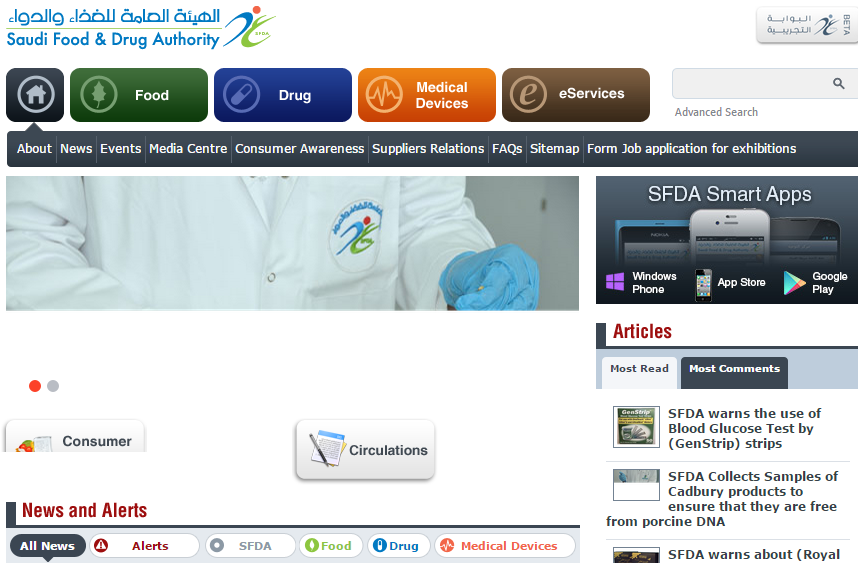 الهيئة العامة للغذاء والدواء
Saudi Food & Drug Authority
SFDA
البوابة
التجريبية
BETA
Food
Drug
Medical
Devices
eServices
Advanced Search
About
News
Events
Media Centre
Consumer Awareness
Suppliers Relations
FAQs
Sitemap
Form Job application for exhibitions
SFDA Smart Apps
NOKIA
Windows
Phone
App Store
Google
Play
Articles
Most Read
Most Comments
GenStrip
SFDA warns the use of
Blood Glucose Test by
(GenStrip) strips
SFDA Collects Samples of
Cadbury products to
ensure that they are free
from porcine DNA
SFDA warns about (Royal
Consumer
Circulations
News and Alerts
All News
Alerts
SFDA
Food
Drug
Medical Devices